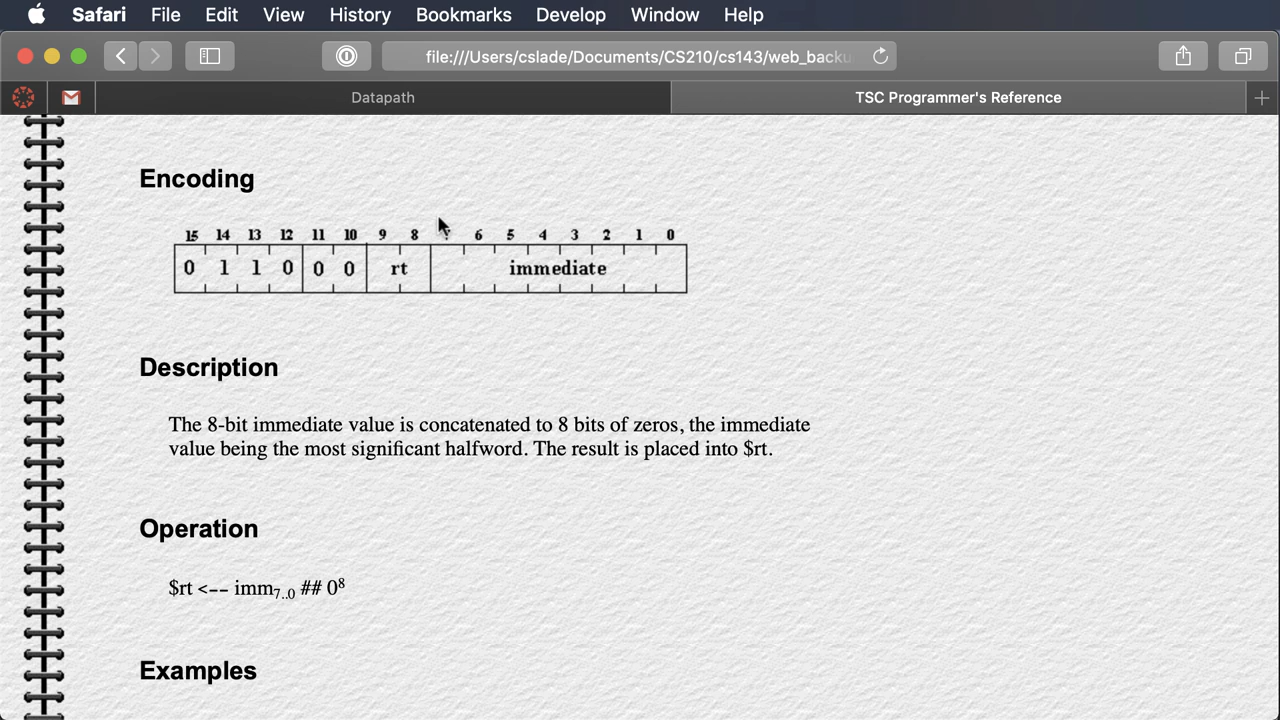 Safari File Edit View History Bookmarks Develop Window Help
file:///Users/cslade/Documents/CS210/cs143/web_backu
Datapath TSC Programmer's Reference
Encoding
15 14 13 12 11 10 9 8 6 5 4 3 2 1 0
0 1 1 0 0 0 rt immediate
Description
The 8-bit immediate value is concatenated to 8 bits of zeros, the immediate
value being the most significant halfword. The result is placed into $rt.
Operation
$rt <-- imm7..0 ## 0⁸
Examples